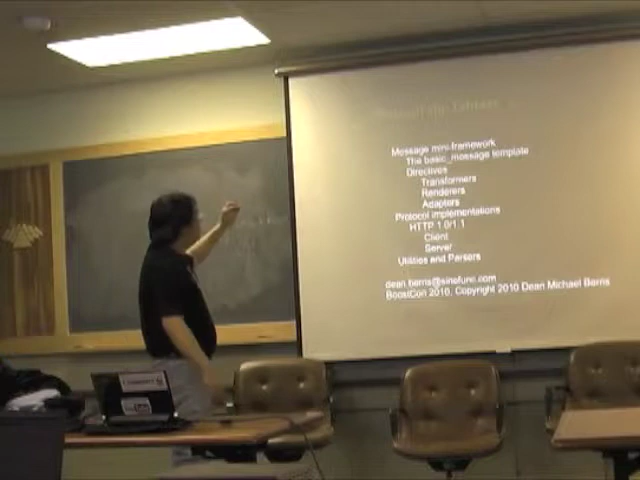 Message mini-framework
The basic_message template
Directives
Transformers
Renderers
Adapters
Protocol implementations
HTTP 1.0/1.1
Client
Server
Utilities and Parsers
dean.berris@sinefunc.com
BoostCon 2010, Copyright 2010 Dean Michael Berris